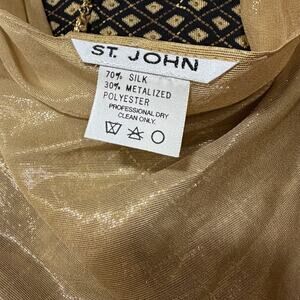 ST. JOHN
70% SILK
30% METALIZED
POLYESTER
PROFESSIONAL DRY
CLEAN ONLY.